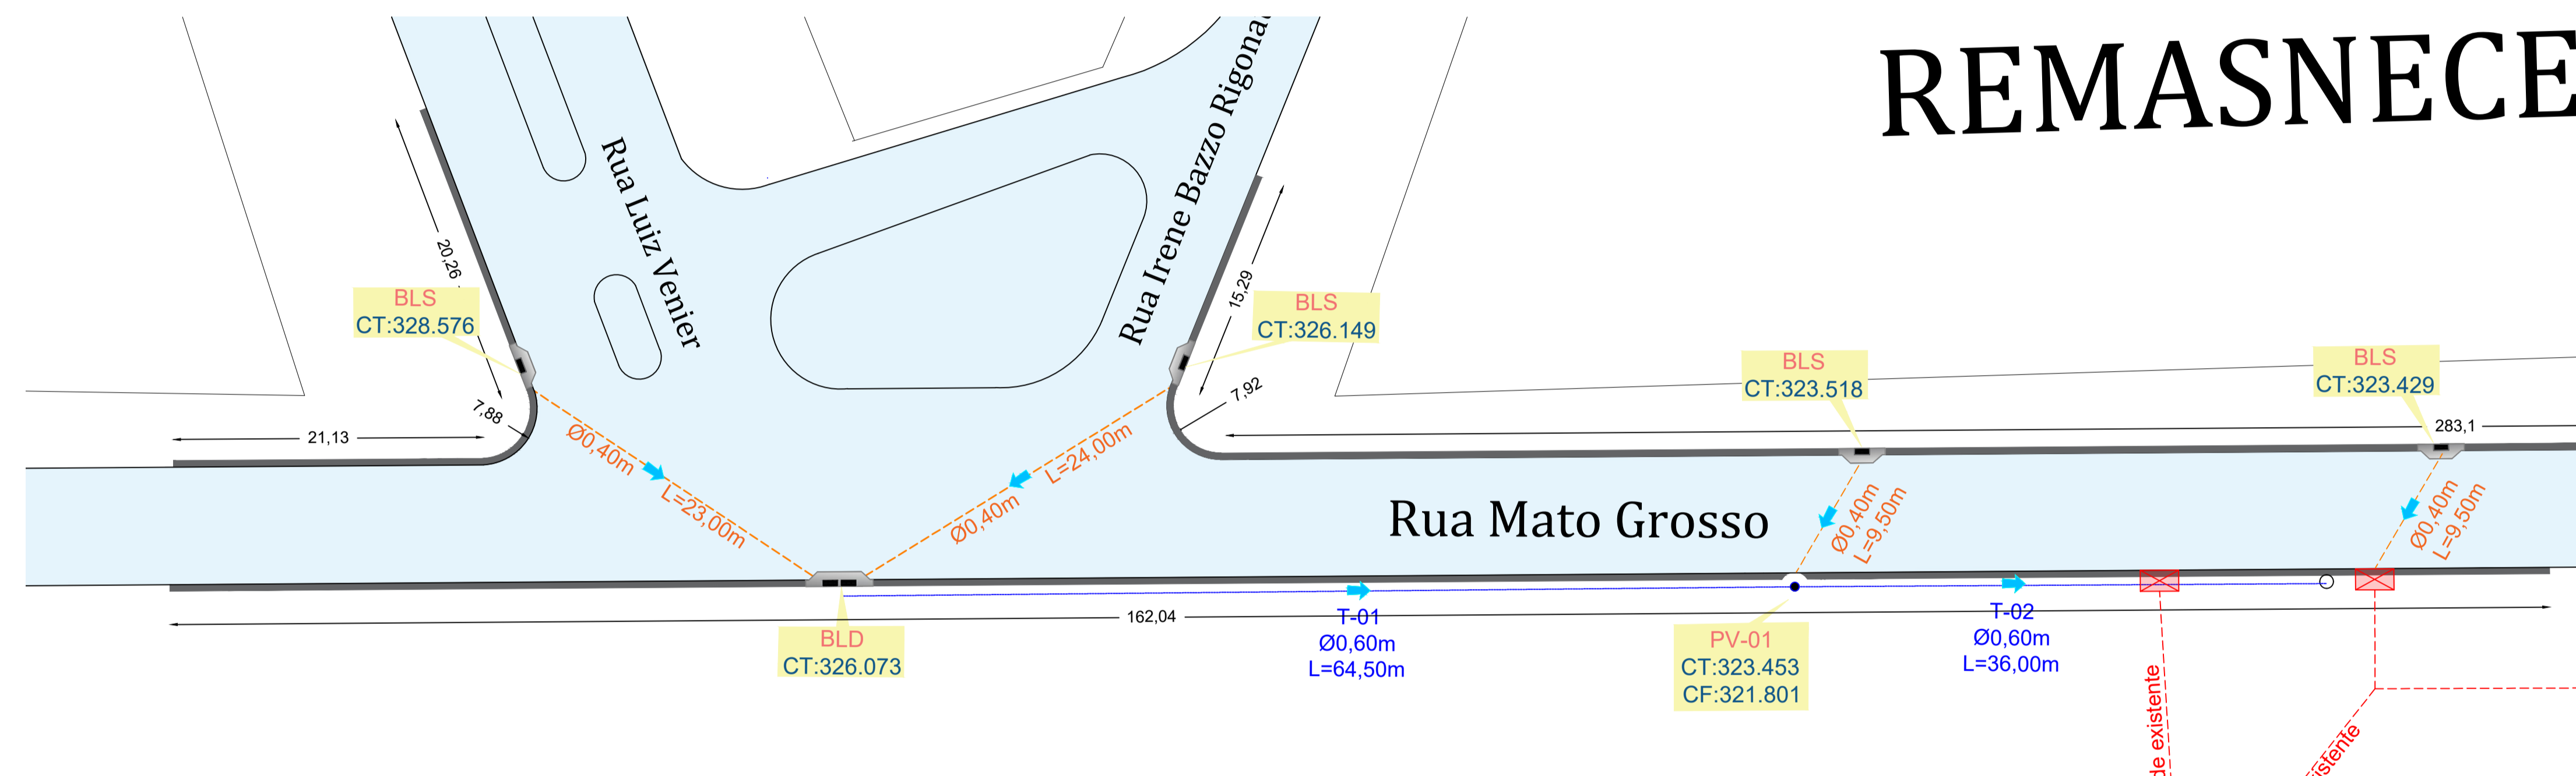 REMASNECE
Rua Luiz Venier
Rua Irene Bazzo Rigona
20,26
15,29
BLS
CT:328.576
BLS
CT:326.149
BLS
CT:323.518
BLS
CT:323.429
7,88
7,92
21,13
283,1
Ø0,40m
L=23,00m
L=24,00m
Ø0,40m
Rua Mato Grosso
Ø0,40m
L=9,50m
Ø0,40m
L=9,50m
162,04
T-01
Ø0,60m
L=64,50m
T-02
Ø0,60m
L=36,00m
BLD
CT:326.073
PV-01
CT:323.453
CF:321.801
de existente
istente